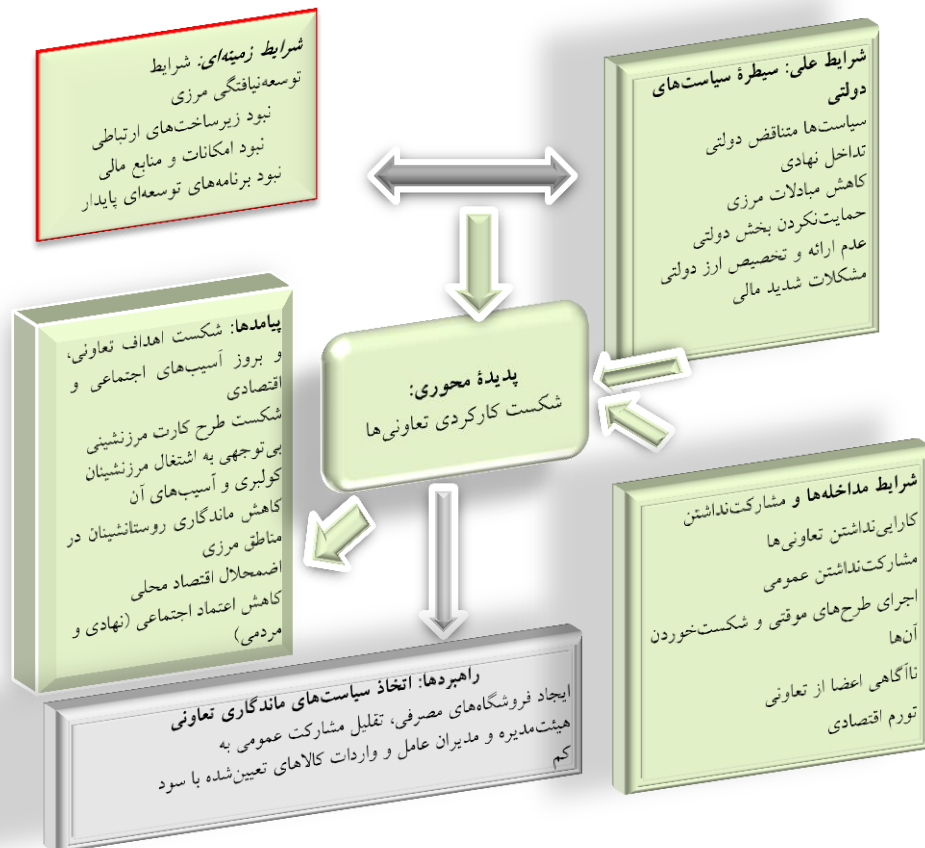 شرایط علی: سیطرهٔ سیاست‌های
دولتی
سیاست‌ها متناقض دولتی
تداخل نهادی
کاهش مبادلات مرزی
حمایت‌نکردن بخش دولتی
عدم ارائه و تخصیص ارز دولتی
مشکلات شدید مالی
شرایط زمینه‌ای: شرایط
توسعه‌نیافتگی مرزی
نبود زیرساخت‌های ارتباطی
نبود امکانات و منابع مالی
نبود برنامه‌های توسعه‌ای پایدار
پدیدهٔ محوری:
شکست کارکردی تعاونی‌ها
شرایط مداخله‌ها و مشارکت‌نداشتن
کارایی‌نداشتن تعاونی‌ها
مشارکت‌نداشتن عمومی
اجرای طرح‌های موقتی و شکست‌خوردن
آن‌ها
ناآگاهی اعضا از تعاونی
تورم اقتصادی
پیامدها: شکست اهداف تعاونی،
و بروز آسیب‌های اجتماعی و
اقتصادی
شکست طرح کارت مرزنشینی
بی‌توجهی به اشتغال مرزنشینان
کولبری و آسیب‌های آن
کاهش ماندگاری روستانشینان در
مناطق مرزی
اضمحلال اقتصاد محلی
کاهش اعتماد اجتماعی (نهادی و
مردمی)
راهبردها: اتخاذ سیاست‌های ماندگاری تعاونی
ایجاد فروشگاه‌های مصرفی، تقلیل مشارکت عمومی به
هیئت‌مدیره و مدیران عامل و واردات کالاهای تعیین‌شده با سود
کم